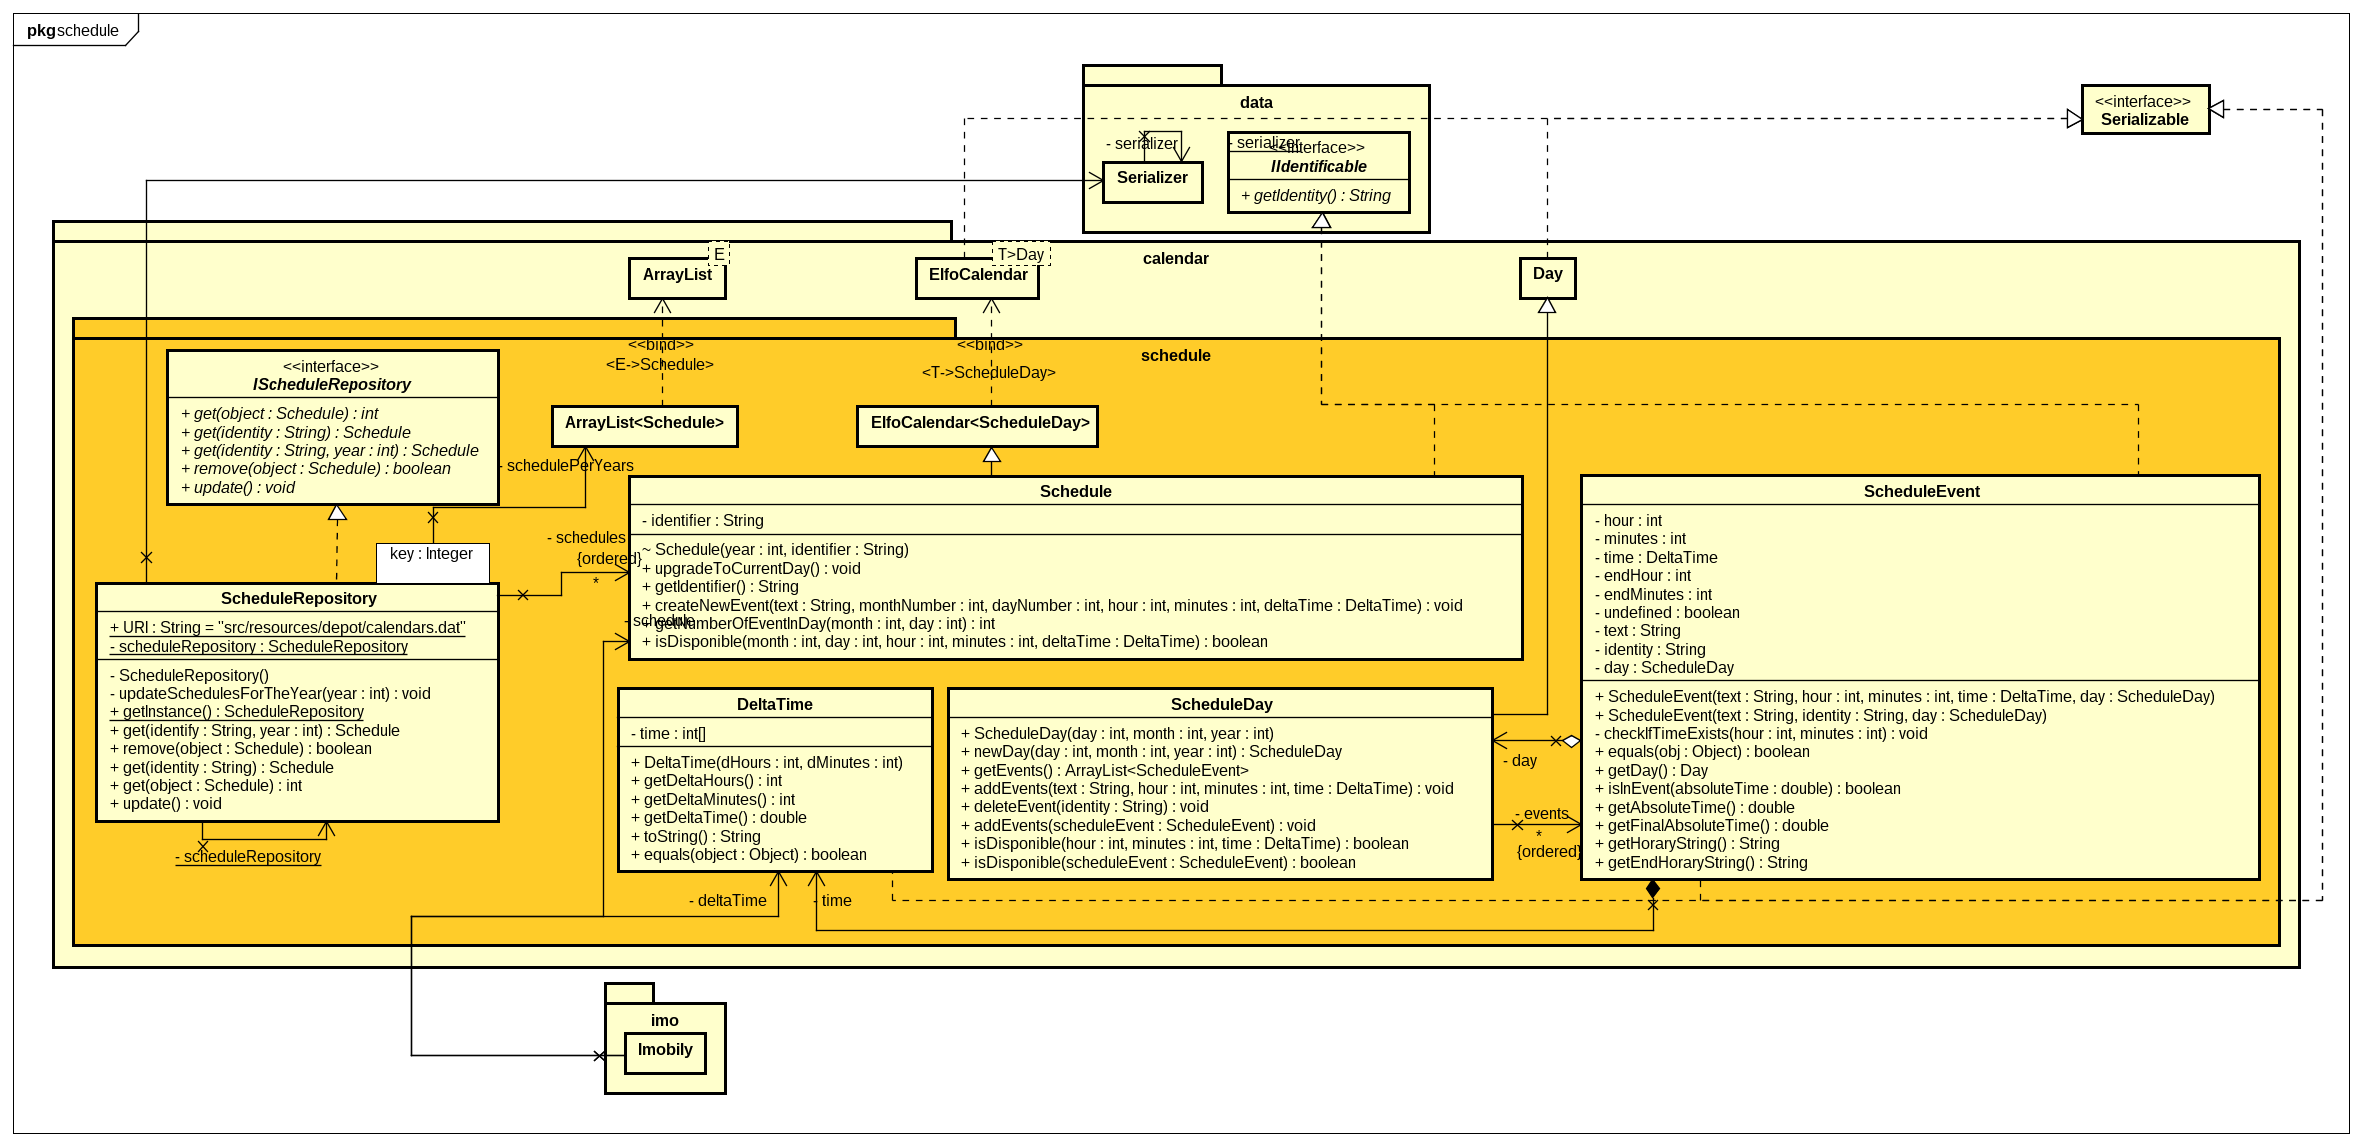 pkg schedule
data
- serializer
- serializer
Serializer
<<interface>>
IIdentificable
+ getIdentity() : String
<<interface>>
Serializable
calendar
ArrayList
E
ElfoCalendar
T>Day
Day
schedule
<<bind>>
<E->Schedule>
<<bind>>
<T->ScheduleDay>
<<interface>>
IScheduleRepository
+ get(object : Schedule) : int
+ get(identity : String) : Schedule
+ get(identity : String, year : int) : Schedule
+ remove(object : Schedule) : boolean
+ update() : void
ArrayList<Schedule>
ElfoCalendar<ScheduleDay>
- schedulePerYears
key : Integer
- schedules
{ordered}
*
- schedule
ScheduleRepository
+ URI : String = "src/resources/depot/calendars.dat"
- scheduleRepository : ScheduleRepository
- ScheduleRepository()
- updateSchedulesForTheYear(year : int) : void
+ getInstance() : ScheduleRepository
+ get(identify : String, year : int) : Schedule
+ remove(object : Schedule) : boolean
+ get(identity : String) : Schedule
+ get(object : Schedule) : int
+ update() : void
- scheduleRepository
Schedule
- identifier : String
~ Schedule(year : int, identifier : String)
+ upgradeToCurrentDay() : void
+ getIdentifier() : String
+ createNewEvent(text : String, monthNumber : int, dayNumber : int, hour : int, minutes : int, deltaTime : DeltaTime) : void
+ getNumberOfEventInDay(month : int, day : int) : int
+ isDisponible(month : int, day : int, hour : int, minutes : int, deltaTime : DeltaTime) : boolean
ScheduleEvent
- hour : int
- minutes : int
- time : DeltaTime
- endHour : int
- endMinutes : int
- undefined : boolean
- text : String
- identity : String
- day : ScheduleDay
+ ScheduleEvent(text : String, hour : int, minutes : int, time : DeltaTime, day : ScheduleDay)
+ ScheduleEvent(text : String, identity : String, day : ScheduleDay)
- checkIfTimeExists(hour : int, minutes : int) : void
+ equals(obj : Object) : boolean
+ getDay() : Day
+ isInEvent(absoluteTime : double) : boolean
+ getAbsoluteTime() : double
+ getFinalAbsoluteTime() : double
+ getHoraryString() : String
+ getEndHoraryString() : String
DeltaTime
- time : int[]
+ DeltaTime(dHours : int, dMinutes : int)
+ getDeltaHours() : int
+ getDeltaMinutes() : int
+ getDeltaTime() : double
+ toString() : String
+ equals(object : Object) : boolean
ScheduleDay
+ ScheduleDay(day : int, month : int, year : int)
+ newDay(day : int, month : int, year : int) : ScheduleDay
+ getEvents() : ArrayList<ScheduleEvent>
+ addEvents(text : String, hour : int, minutes : int, time : DeltaTime) : void
+ deleteEvent(identity : String) : void
+ addEvents(scheduleEvent : ScheduleEvent) : void
+ isDisponible(hour : int, minutes : int, time : DeltaTime) : boolean
+ isDisponible(scheduleEvent : ScheduleEvent) : boolean
- day
- events
*
{ordered}
- deltaTime
- time
imo
Imobily